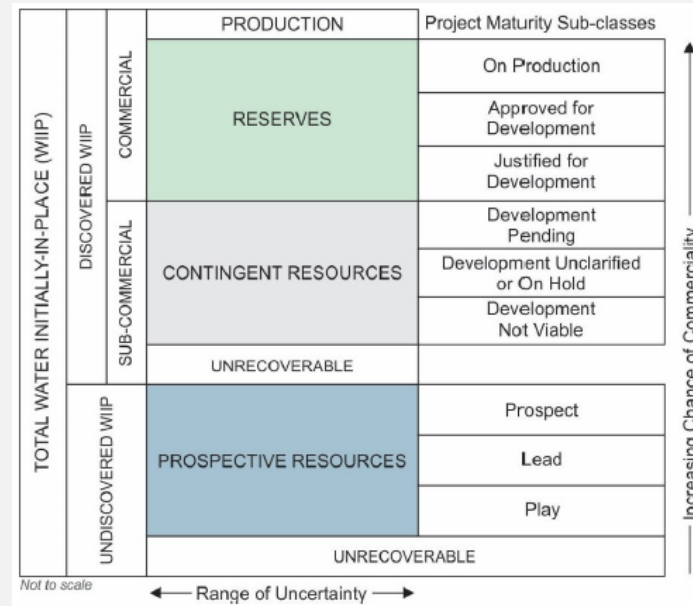 TOTAL WATER INITIALLY-IN-PLACE (WIIP)
DISCOVERED WIIP
UNDISCOVERED WIIP
COMMERCIAL
SUB-COMMERCIAL
PRODUCTION
Project Maturity Sub-classes
RESERVES
On Production
Approved for
Development
Justified for
Development
CONTINGENT RESOURCES
Development
Pending
Development Unclarified
or On Hold
Development
Not Viable
UNRECOVERABLE
PROSPECTIVE RESOURCES
Prospect
Lead
Play
UNRECOVERABLE
Increasing Chance of Commerciality
Not to scale
Range of Uncertainty